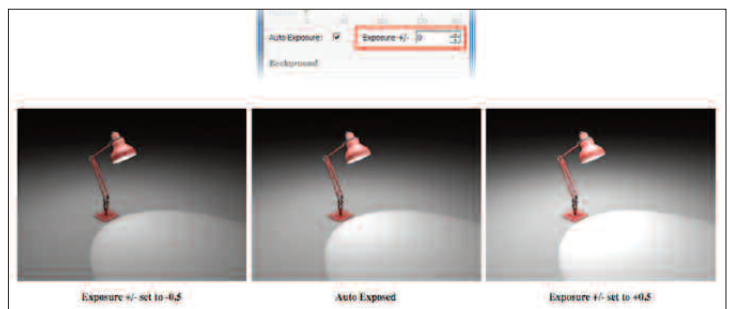 Auto Exposure: Exposure +/- 0
Background
Exposure +/- set to -0.5
Auto Exposed
Exposure +/- set to +0.5